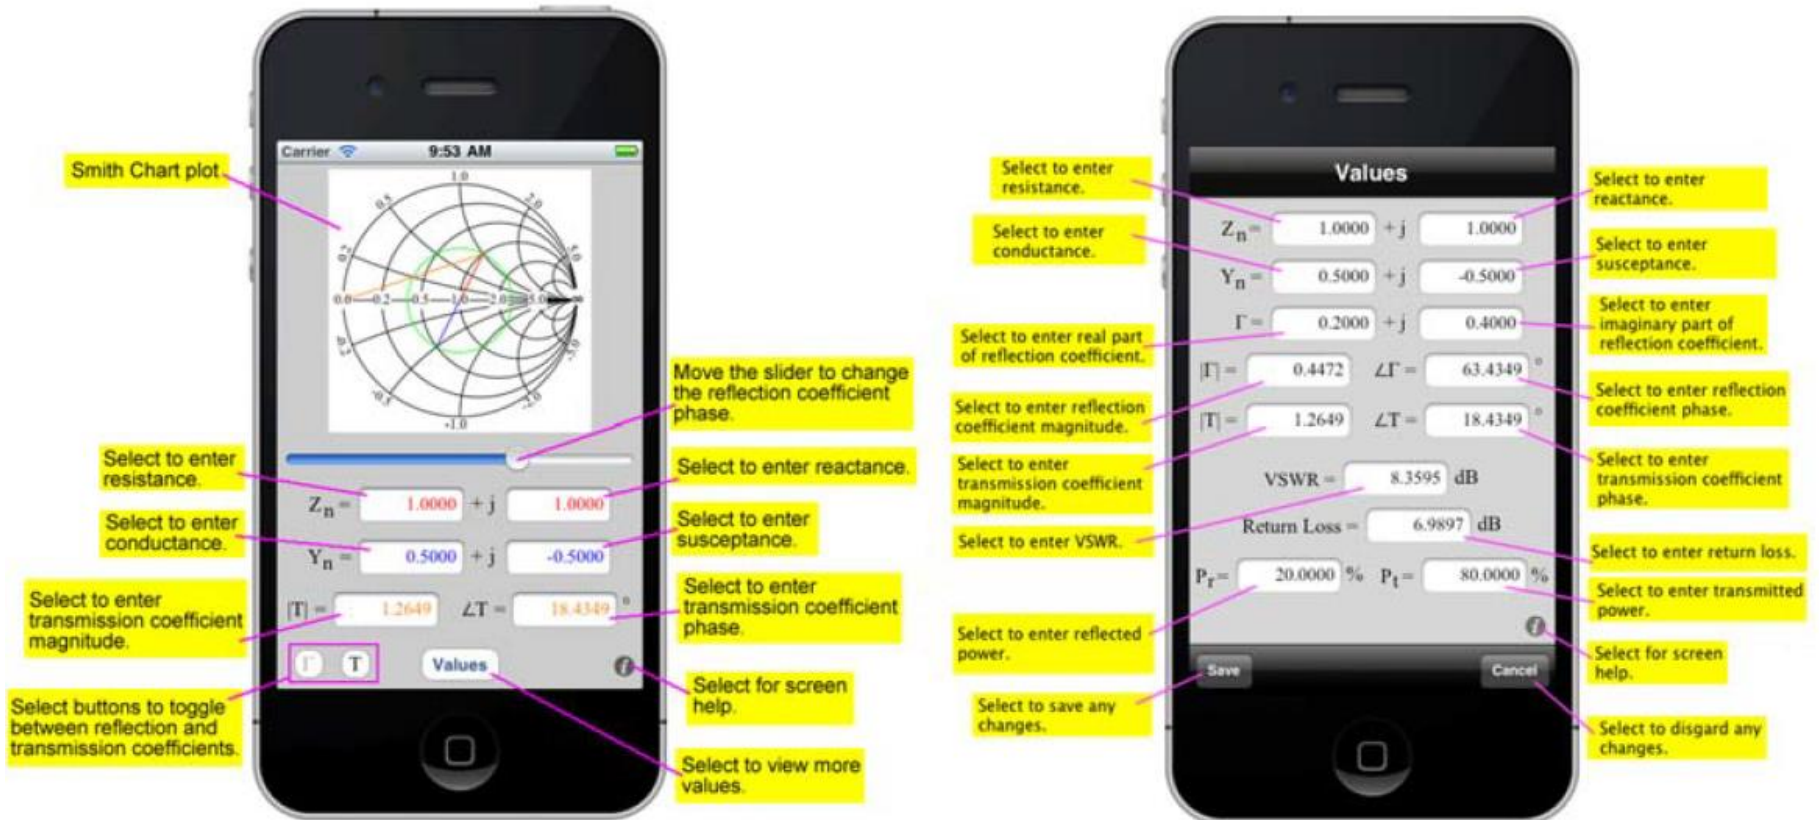 Smith Chart plot
Carrier
9:53 AM
1.0
0.5
2.0
0.2
5.0
0.0
0.2
0.5
1.0
2.0
5.0
∞
-0.2
-5.0
-0.5
-2.0
-1.0
Move the slider to change
the reflection coefficient
phase.
Select to enter
resistance.
Select to enter reactance.
Zn= 1.0000 + j 1.0000
Select to enter
conductance.
Select to enter
susceptance.
Yn = 0.5000 + j -0.5000
Select to enter
transmission coefficient
magnitude.
Select to enter
transmission coefficient
phase.
|T| = 1.2649 ∠T = 18.4349 °
Γ T Values i
Select buttons to toggle
between reflection and
transmission coefficients.
Select for screen
help.
Select to view more
values.
Values
Select to enter
resistance.
Select to enter
reactance.
Zn= 1.0000 + j 1.0000
Select to enter
conductance.
Select to enter
susceptance.
Yn= 0.5000 + j -0.5000
Select to enter real part
of reflection coefficient.
Select to enter
imaginary part of
reflection coefficient.
Γ = 0.2000 + j 0.4000
|Γ| = 0.4472 ∠Γ = 63.4349 °
Select to enter reflection
coefficient magnitude.
Select to enter reflection
coefficient phase.
|T| = 1.2649 ∠T = 18.4349 °
Select to enter
transmission coefficient
magnitude.
Select to enter
transmission coefficient
phase.
VSWR = 8.3595 dB
Select to enter VSWR.
Return Loss = 6.9897 dB
Select to enter return loss.
Pr= 20.0000 % Pt= 80.0000 %
Select to enter reflected
power.
Select to enter transmitted
power.
i
Select for screen
help.
Save
Cancel
Select to save any
changes.
Select to disgard any
changes.